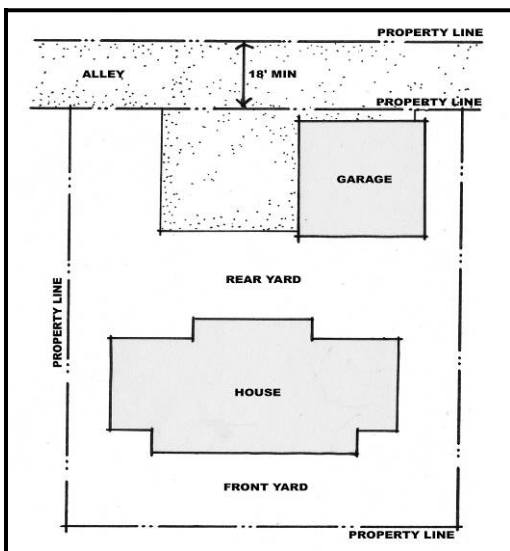 PROPERTY LINE
ALLEY
18' MIN
PROPERTY LINE
GARAGE
REAR YARD
PROPERTY LINE
HOUSE
FRONT YARD
PROPERTY LINE